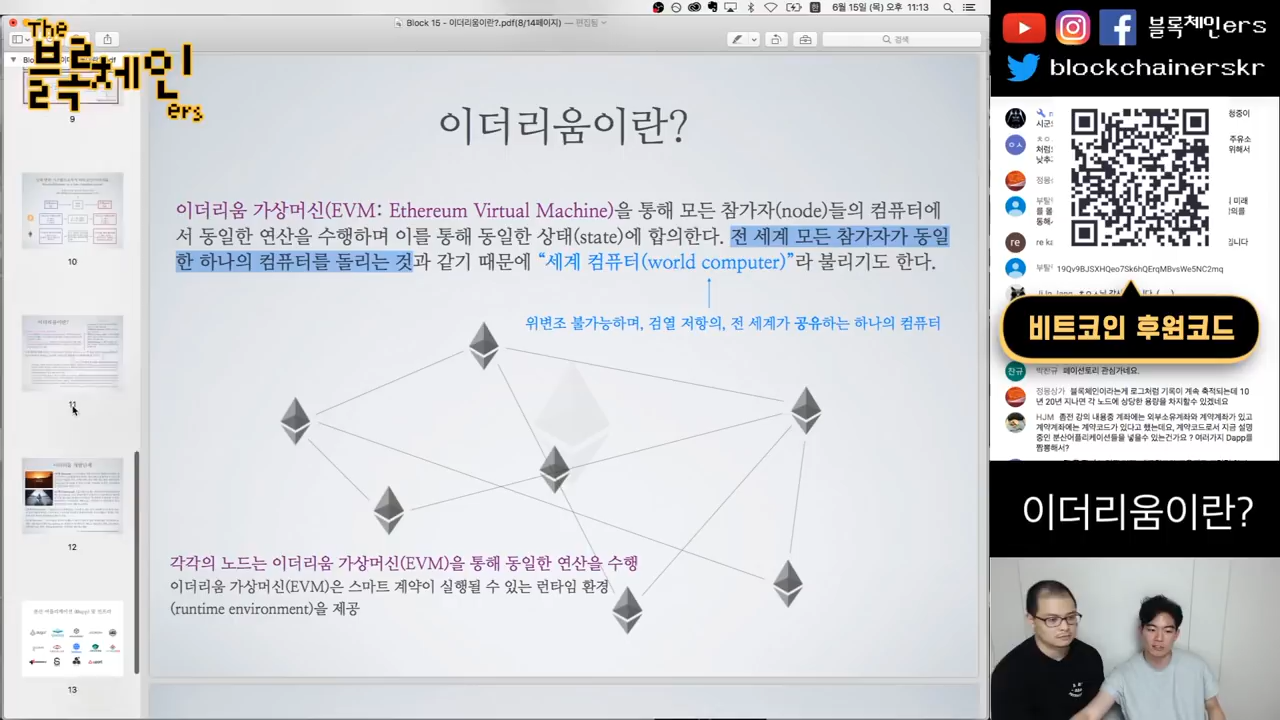 Block 15 - 이더리움이란?.pdf(8/14페이지) — 편집됨
6월 15일 (목) 오후 11:13
검색
The
블록체인
ers
9
10
11
12
13
이더리움이란?
이더리움 가상머신(EVM: Ethereum Virtual Machine)을 통해 모든 참가자(node)들의 컴퓨터에
서 동일한 연산을 수행하며 이를 통해 동일한 상태(state)에 합의한다. 전 세계 모든 참가자가 동일
한 하나의 컴퓨터를 돌리는 것과 같기 때문에 “세계 컴퓨터(world computer)”라 불리기도 한다.
위변조 불가능하며, 검열 저항의, 전 세계가 공유하는 하나의 컴퓨터
각각의 노드는 이더리움 가상머신(EVM)을 통해 동일한 연산을 수행
이더리움 가상머신(EVM)은 스마트 계약이 실행될 수 있는 런타임 환경
(runtime environment)을 제공
블록체인ers
blockchainerskr
19Qv9BJSXHQeo7Sk6hQErqMBvsWe5NC2mq
비트코인 후원코드
박진규 페이션토리 관심가네요.
정몽상가 블록체인이라는게 로그처럼 기록이 계속 축적되는데 10
년 20년 지나면 각 노드에 상당한 용량을 차지할수 있겠네요
HJM 좀전 강의 내용중 계좌에는 외부소유계좌와 계약계좌가 있고
계약계좌에는 계약코드가 있다고 했는데요, 계약코드로서 지금 설명
중인 분산어플리케이션들을 넣을수 있는건가요 ? 여러가지 Dapp를
짬뽕해서?
이더리움이란?